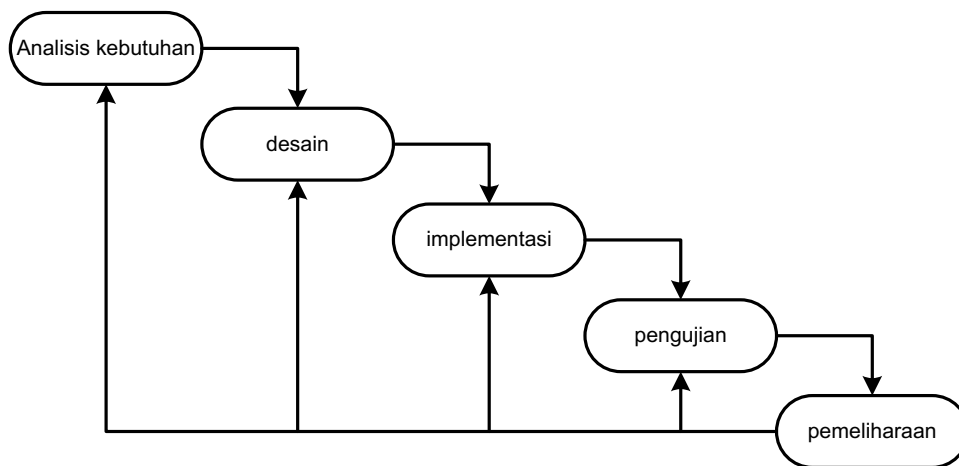 Analisis kebutuhan
desain
implementasi
pengujian
pemeliharaan